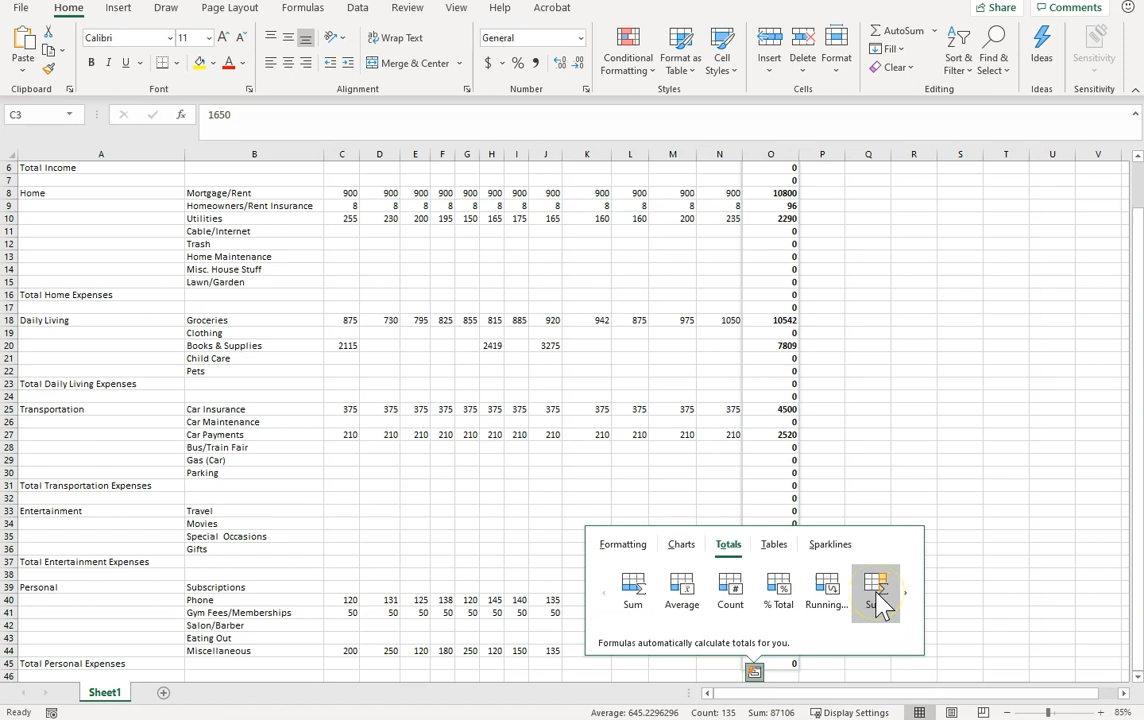 File Home Insert Draw Page Layout Formulas Data Review View Help Acrobat Share Comments
Calibri 11 A A Wrap Text General AutoSum
Paste B I U A Merge & Center $ % Conditional Formatting Format as Table Cell Styles Insert Delete Format Fill Clear Sort & Filter Find & Select Ideas Sensitivity
Clipboard Font Alignment Number Styles Cells Editing Ideas Sensitivity
C3 fx 1650
A B C D E F G H I J K L M N O P Q R S T U V
6 Total Income 0
7 0
8 Home Mortgage/Rent 900 900 900 900 900 900 900 900 900 900 900 900 10800
9 Homeowners/Rent Insurance 8 8 8 8 8 8 8 8 8 8 8 8 96
10 Utilities 255 230 200 195 150 165 175 165 160 160 200 235 2290
11 Cable/Internet 0
12 Trash 0
13 Home Maintenance 0
14 Misc. House Stuff 0
15 Lawn/Garden 0
16 Total Home Expenses 0
17 0
18 Daily Living Groceries 875 730 795 825 855 815 885 920 942 875 975 1050 10542
19 Clothing 0
20 Books & Supplies 2115 2419 3275 7809
21 Child Care 0
22 Pets 0
23 Total Daily Living Expenses 0
24 0
25 Transportation Car Insurance 375 375 375 375 375 375 375 375 375 375 375 375 4500
26 Car Maintenance 0
27 Car Payments 210 210 210 210 210 210 210 210 210 210 210 210 2520
28 Bus/Train Fair 0
29 Gas (Car) 0
30 Parking 0
31 Total Transportation Expenses 0
32 0
33 Entertainment Travel 0
34 Movies 0
35 Special Occasions
36 Gifts
37 Total Entertainment Expenses
38
39 Personal Subscriptions
40 Phone 120 131 125 138 120 145 140 135
41 Gym Fees/Memberships 50 50 50 50 50 50 50 50
42 Salon/Barber
43 Eating Out
44 Miscellaneous 200 250 120 180 250 120 150 135
45 Total Personal Expenses 0
46
Formatting Charts Totals Tables Sparklines
Sum Average Count % Total Running...
Formulas automatically calculate totals for you.
Sheet1
Ready Average: 645.2296296 Count: 135 Sum: 87106 Display Settings 85%